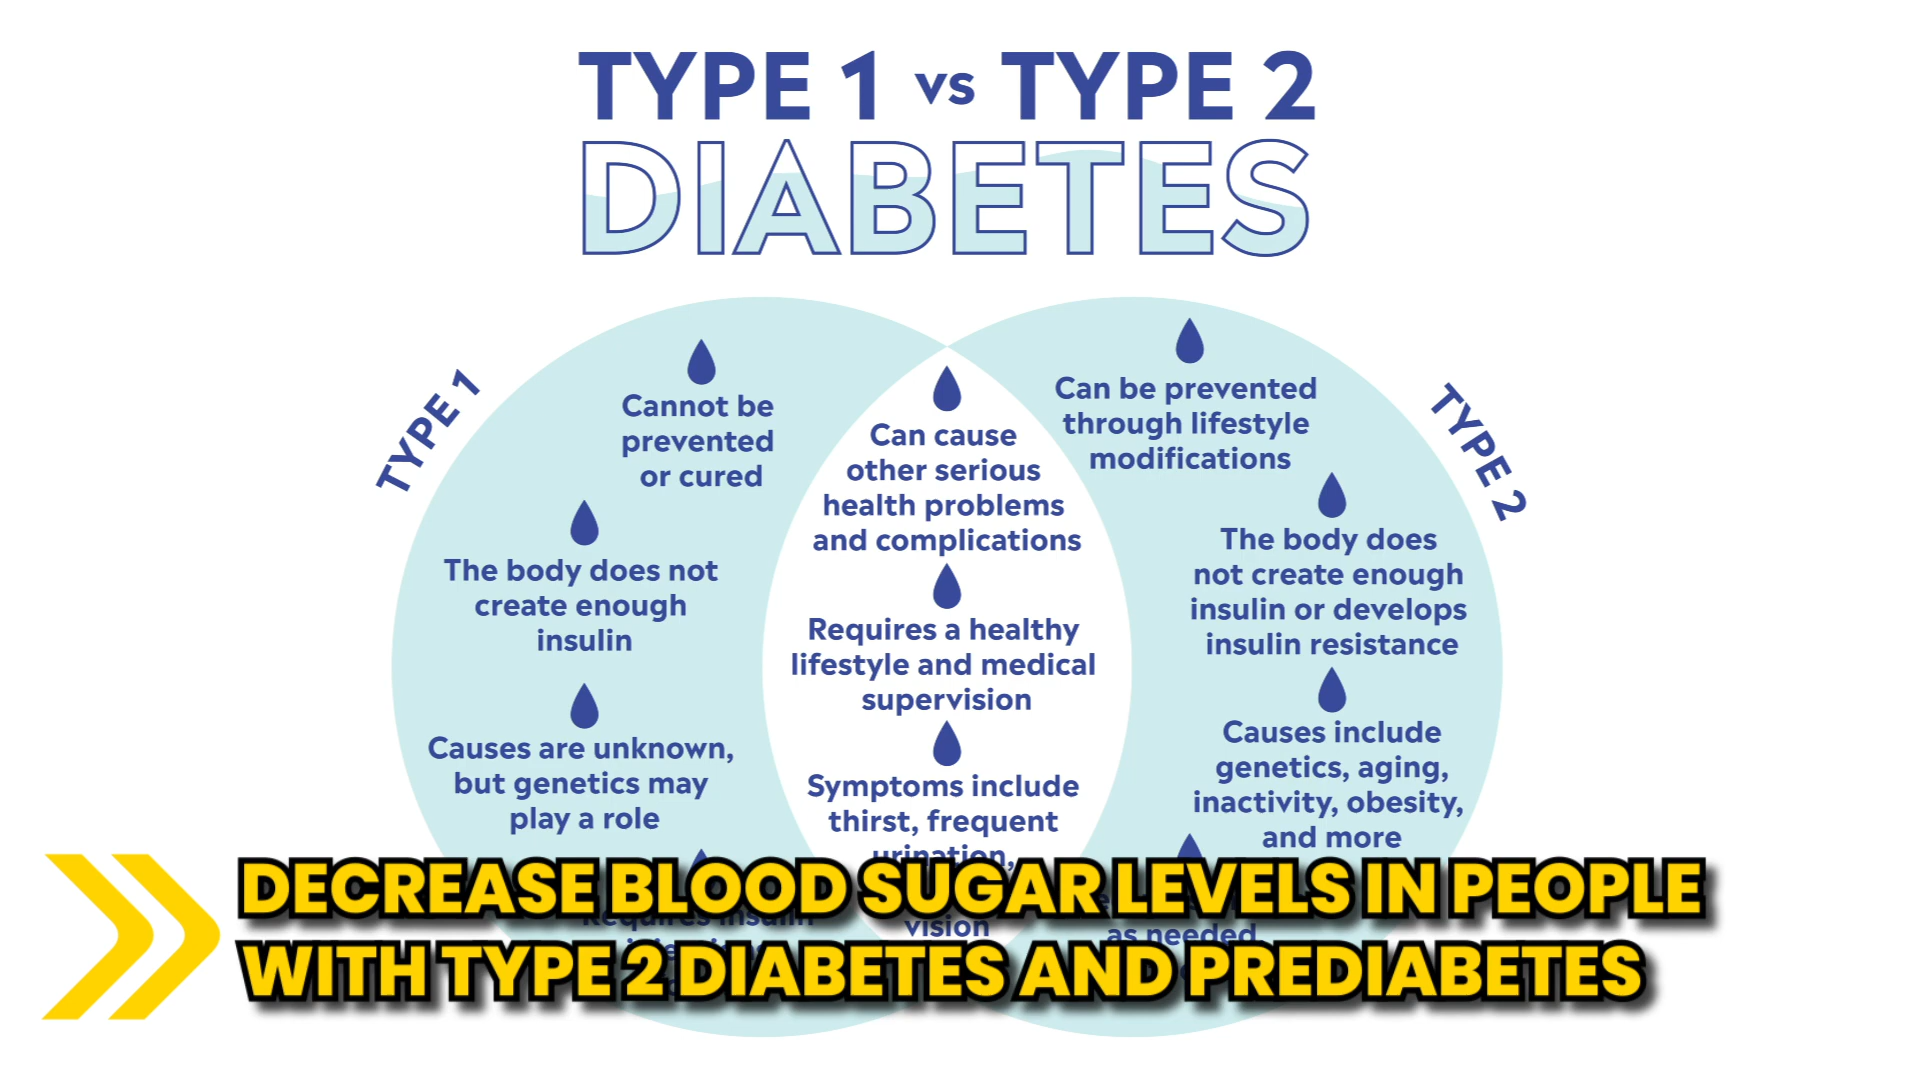 TYPE 1 vs TYPE 2
DIABETES
TYPE 1
Cannot be
prevented
or cured
The body does not
create enough
insulin
Causes are unknown,
but genetics may
play a role
Requires insulin
Can cause
other serious
health problems
and complications
Requires a healthy
lifestyle and medical
supervision
Symptoms include
thirst, frequent
urination,
vision
TYPE 2
Can be prevented
through lifestyle
modifications
The body does
not create enough
insulin or develops
insulin resistance
Causes include
genetics, aging,
inactivity, obesity,
and more
as needed
DECREASE BLOOD SUGAR LEVELS IN PEOPLE
WITH TYPE 2 DIABETES AND PREDIABETES